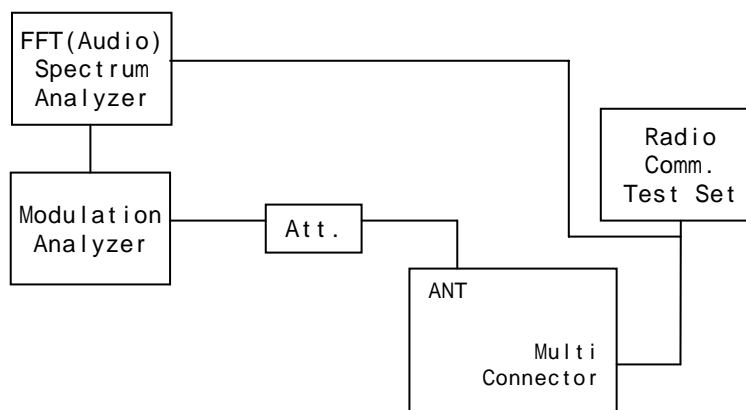 FFT(Audio)
Spectrum
Analyzer
Radio
Comm.
Test Set
Modulation
Analyzer
Att.
ANT
Multi
Connector